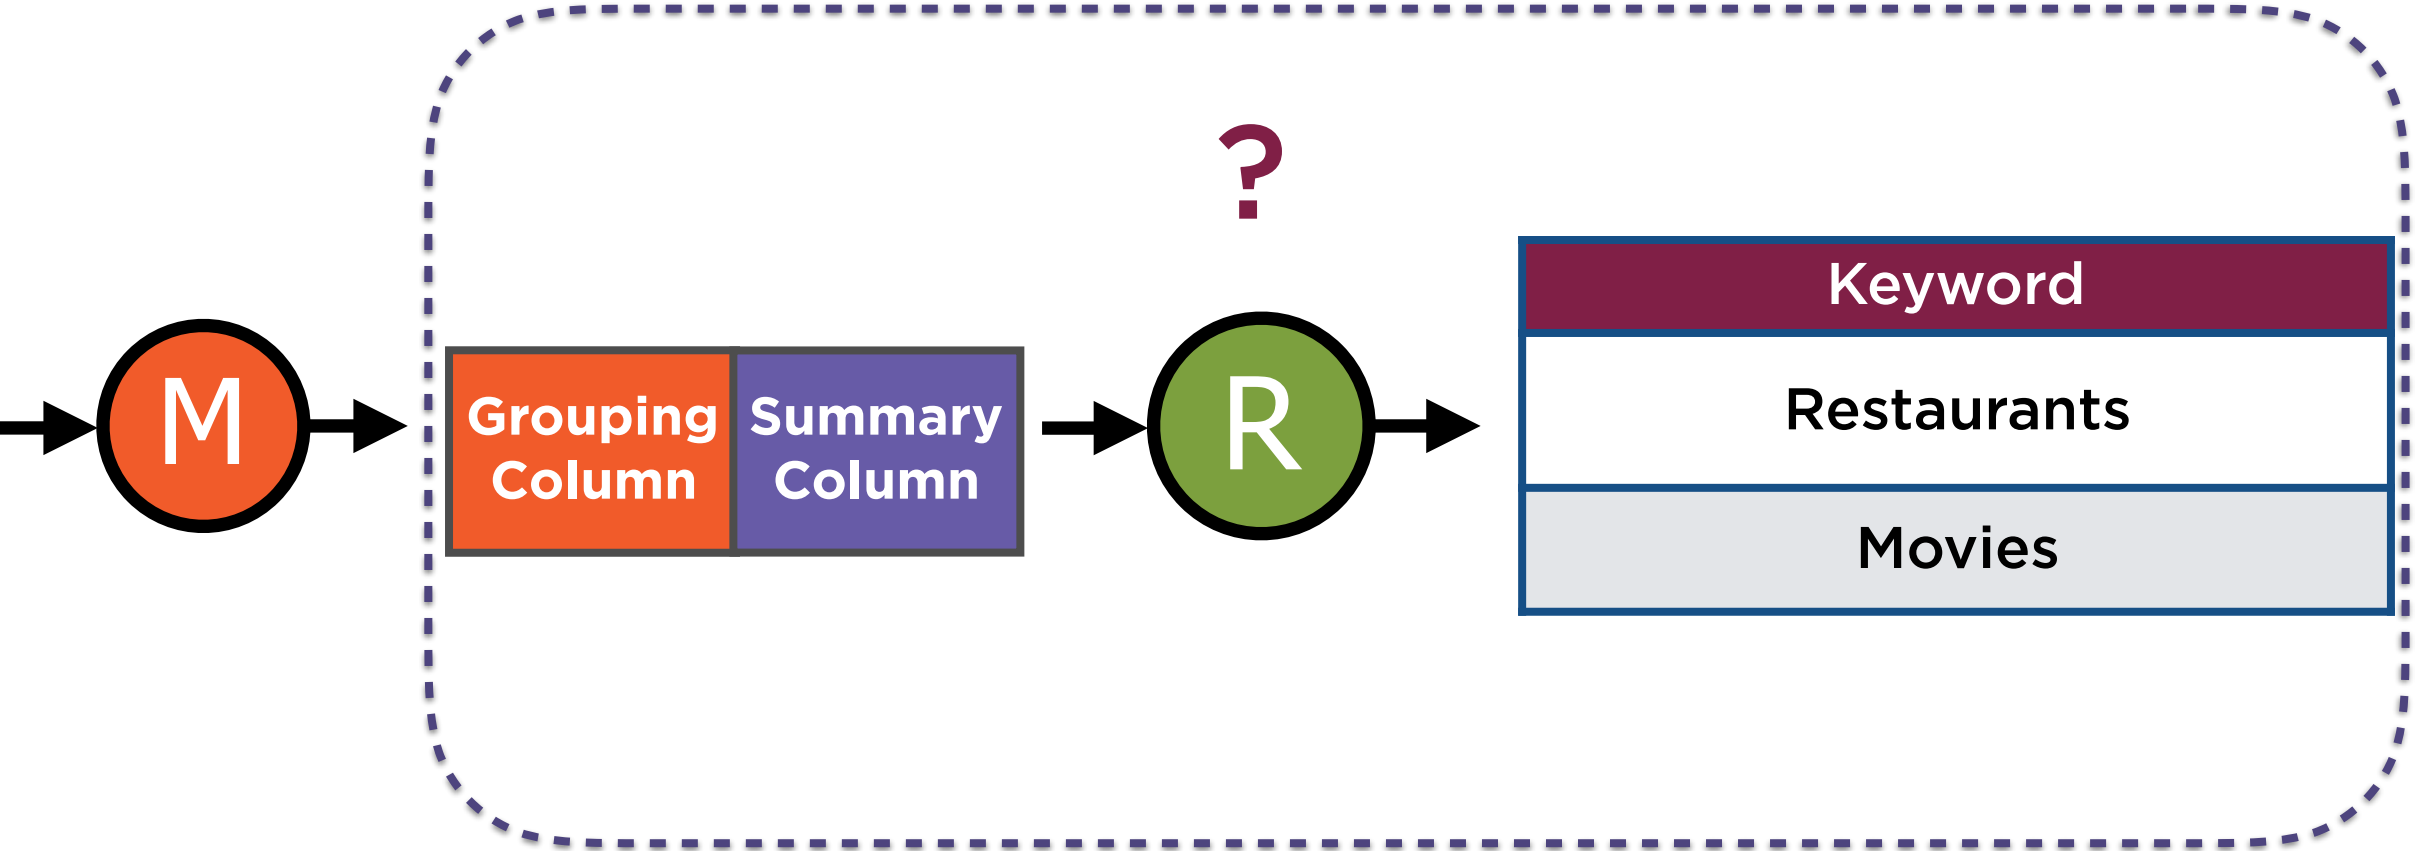 ?
M
Grouping
Column
Summary
Column
R
Keyword
Restaurants
Movies